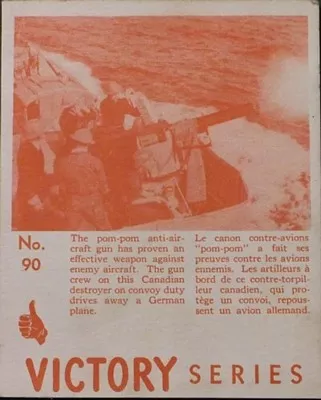 No.
90
The pom-pom anti-air-
craft gun has proven an
effective weapon against
enemy aircraft. The gun
crew on this Canadian
destroyer on convoy duty
drives away a German
plane.
Le canon contre-avions
"pom-pom" a fait ses
preuves contre les avions
ennemis. Les artilleurs à
bord de ce contre-torpil-
leur canadien, qui pro-
tège un convoi, repous-
sent un avion allemand.
VICTORY SERIES